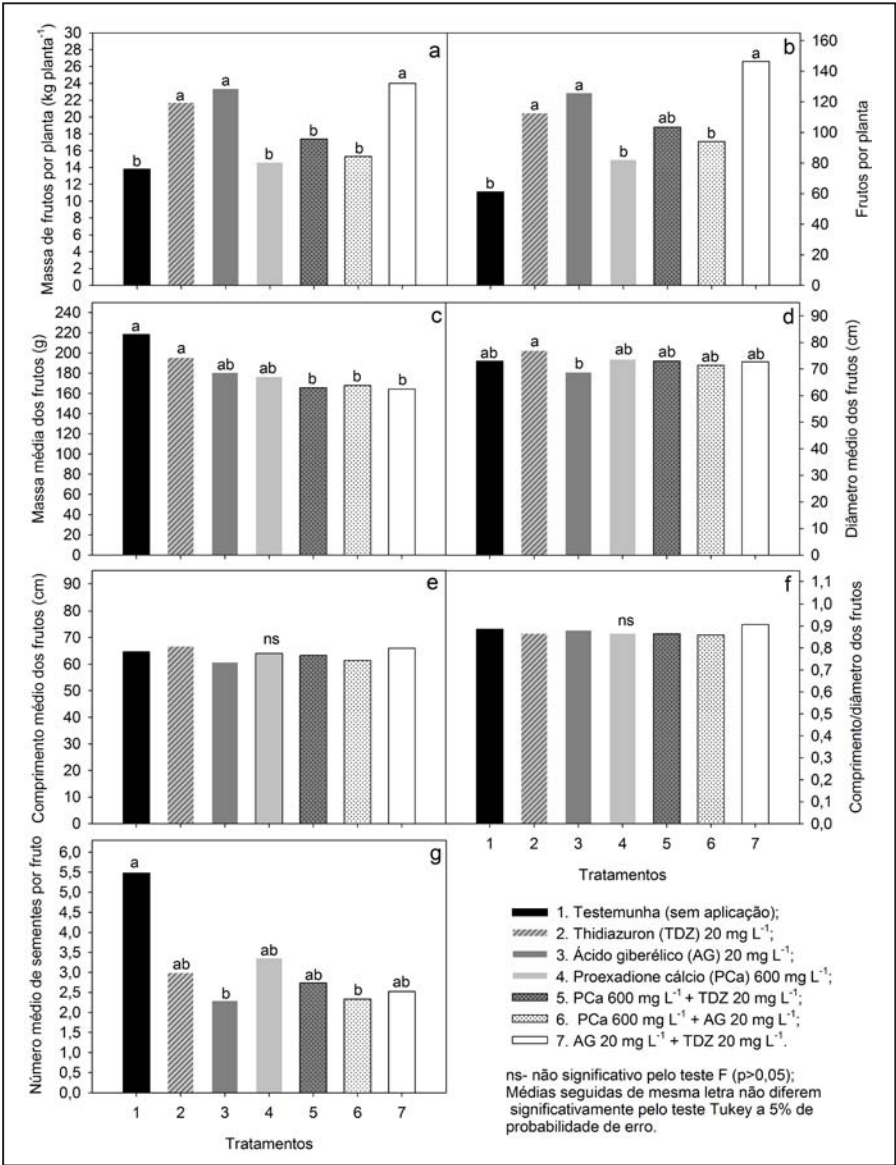 Massa de frutos por planta (kg planta⁻¹)
30
28
26
24
22
20
18
16
14
12
10
8
6
4
2
0
a
b
a
a
b
b
b
a
b
b
a
a
b
ab
b
a
160
140
120
100
80
60
40
20
0
Frutos por planta
Massa média dos frutos (g)
240
220
200
180
160
140
120
100
80
60
40
20
0
c
a
a
ab
ab
b
b
b
d
ab
a
b
ab
ab
ab
ab
90
80
70
60
50
40
30
20
10
0
Diâmetro médio dos frutos (cm)
Comprimento médio dos frutos (cm)
90
80
70
60
50
40
30
20
10
0
e
ns
f
ns
1,1
1,0
0,9
0,8
0,7
0,6
0,5
0,4
0,3
0,2
0,1
0,0
Comprimento/diâmetro dos frutos
1 2 3 4 5 6 7
Tratamentos
Número médio de sementes por fruto
6,0
5,5
5,0
4,5
4,0
3,5
3,0
2,5
2,0
1,5
1,0
0,5
0,0
g
a
ab
b
ab
ab
b
ab
1 2 3 4 5 6 7
Tratamentos
1. Testemunha (sem aplicação);
2. Thidiazuron (TDZ) 20 mg L⁻¹;
3. Ácido giberélico (AG) 20 mg L⁻¹;
4. Proexadione cálcio (PCa) 600 mg L⁻¹;
5. PCa 600 mg L⁻¹ + TDZ 20 mg L⁻¹;
6. PCa 600 mg L⁻¹ + AG 20 mg L⁻¹;
7. AG 20 mg L⁻¹ + TDZ 20 mg L⁻¹.
ns- não significativo pelo teste F (p>0,05);
Médias seguidas de mesma letra não diferem
significativamente pelo teste Tukey a 5% de
probabilidade de erro.